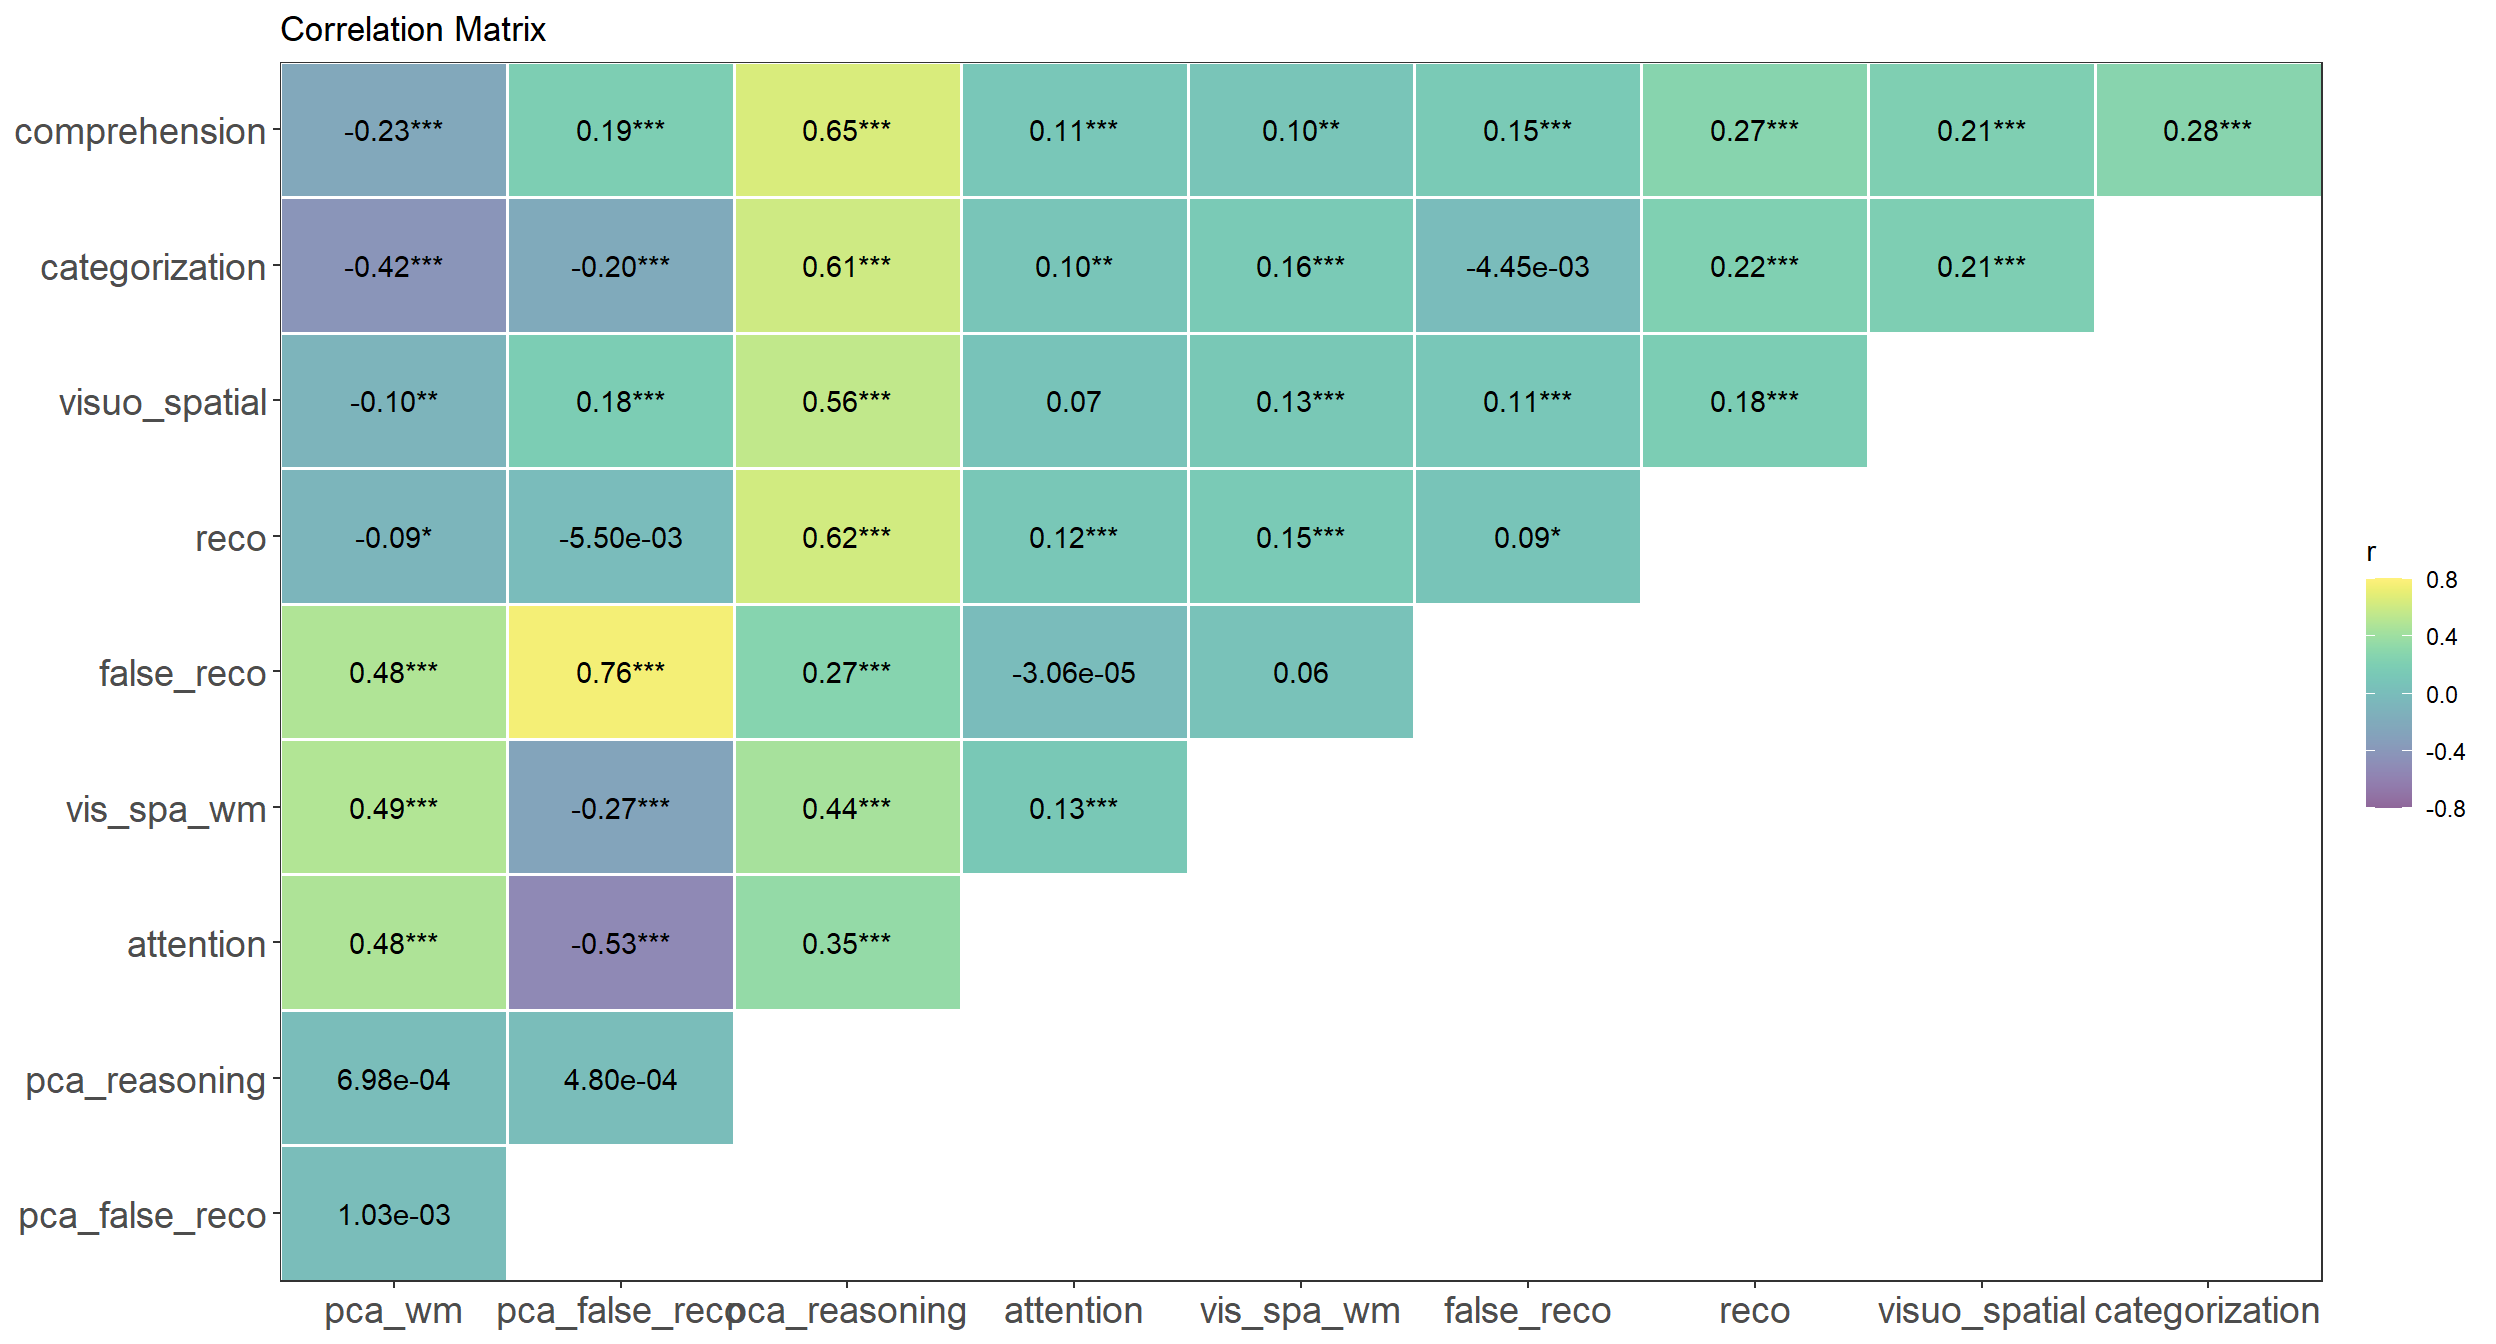 Correlation Matrix
comprehension -0.23*** 0.19*** 0.65*** 0.11*** 0.10** 0.15*** 0.27*** 0.21*** 0.28***
categorization -0.42*** -0.20*** 0.61*** 0.10** 0.16*** -4.45e-03 0.22*** 0.21***
visuo_spatial -0.10** 0.18*** 0.56*** 0.07 0.13*** 0.11*** 0.18***
reco -0.09* -5.50e-03 0.62*** 0.12*** 0.15*** 0.09*
false_reco 0.48*** 0.76*** 0.27*** -3.06e-05 0.06
vis_spa_wm 0.49*** -0.27*** 0.44*** 0.13***
attention 0.48*** -0.53*** 0.35***
pca_reasoning 6.98e-04 4.80e-04
pca_false_reco 1.03e-03
pca_wm pca_false_reco pca_reasoning attention vis_spa_wm false_reco reco visuo_spatial categorization
r
0.8
0.4
0.0
-0.4
-0.8